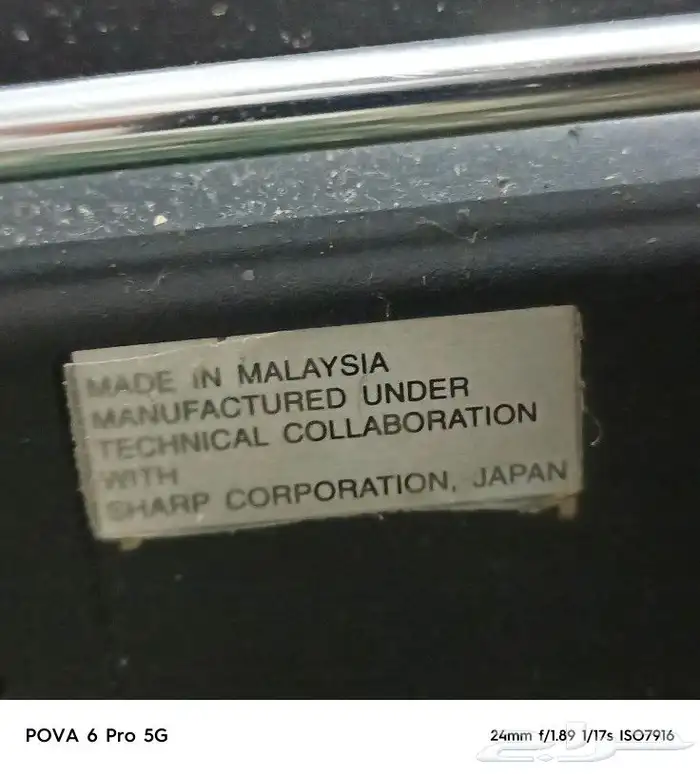 MADE IN MALAYSIA
MANUFACTURED UNDER
TECHNICAL COLLABORATION
WITH
SHARP CORPORATION, JAPAN
POVA 6 Pro 5G
24mm f/1.89 1/17s ISO7916
حراج